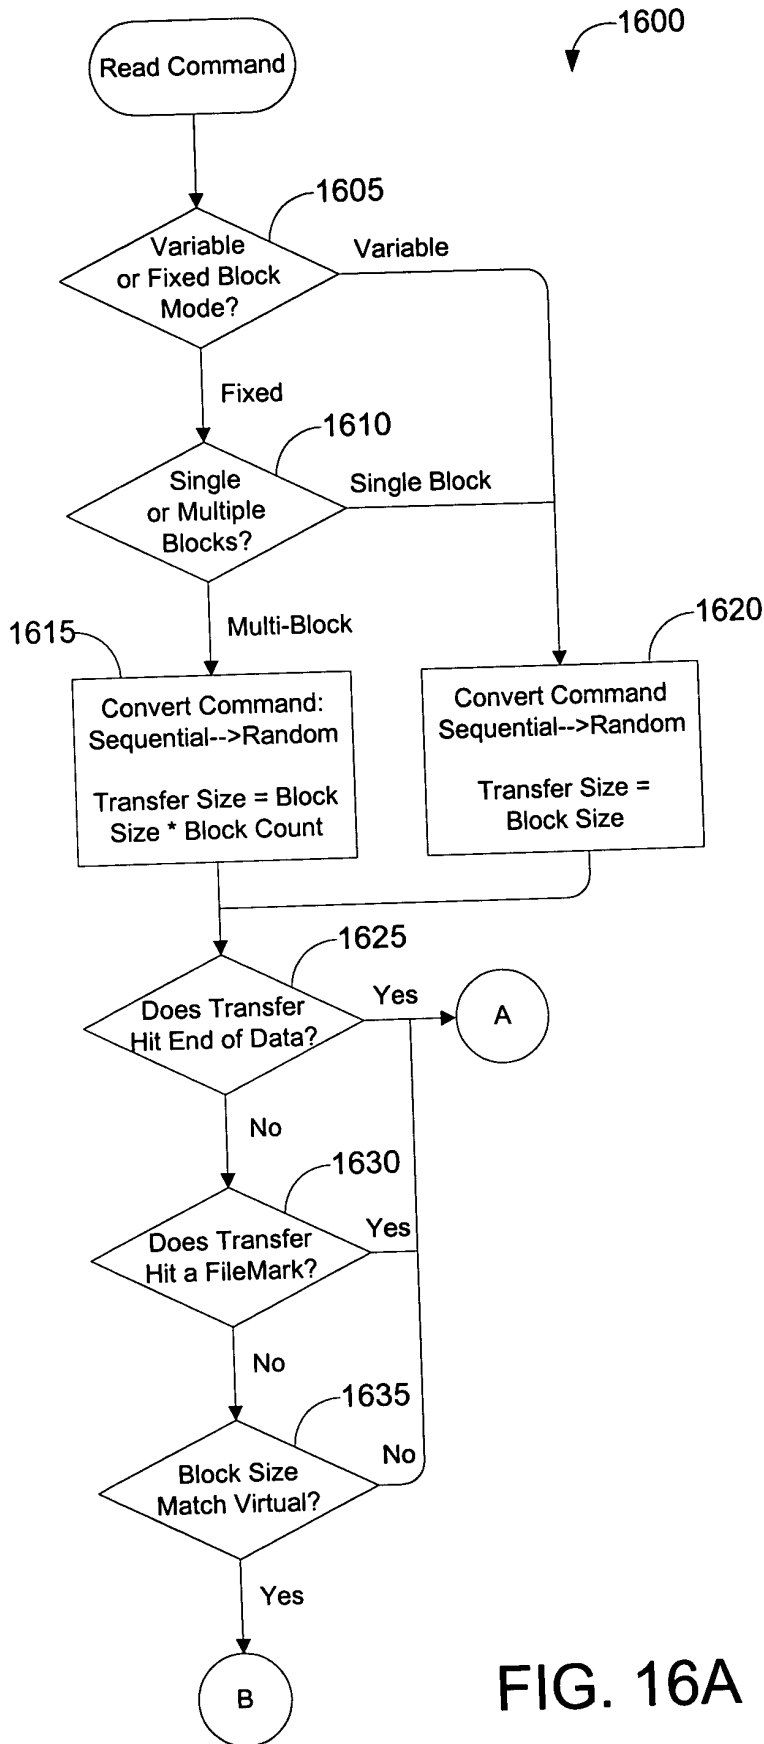 1600
Read Command
1605
Variable
or Fixed Block
Mode?
Variable
Fixed
1610
Single
or Multiple
Blocks?
Single Block
Multi-Block
1615
1620
Convert Command:
Sequential-->Random
Transfer Size = Block
Size * Block Count
Convert Command
Sequential-->Random
Transfer Size =
Block Size
1625
Does Transfer
Hit End of Data?
Yes
A
No
1630
Does Transfer
Hit a FileMark?
Yes
No
1635
Block Size
Match Virtual?
No
Yes
B
FIG. 16A